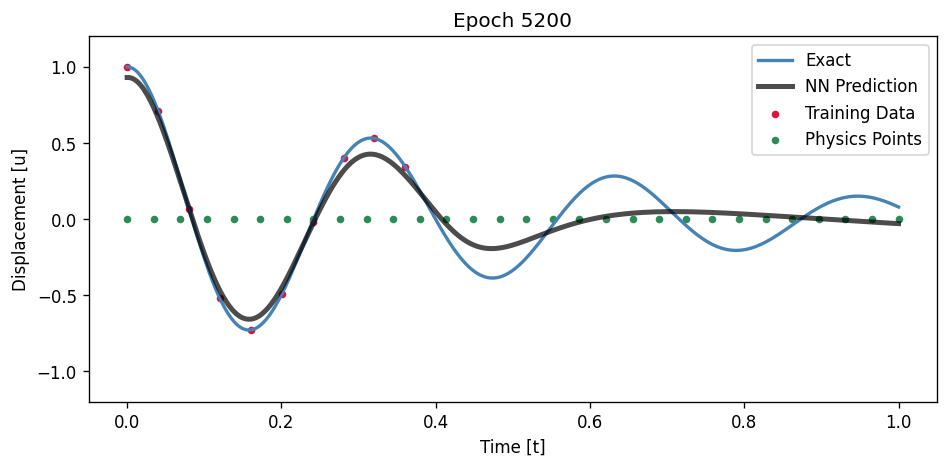 Epoch 5200
Exact
NN Prediction
Training Data
Physics Points
Displacement [u]
1.0
0.5
0.0
−0.5
−1.0
0.0 0.2 0.4 0.6 0.8 1.0
Time [t]